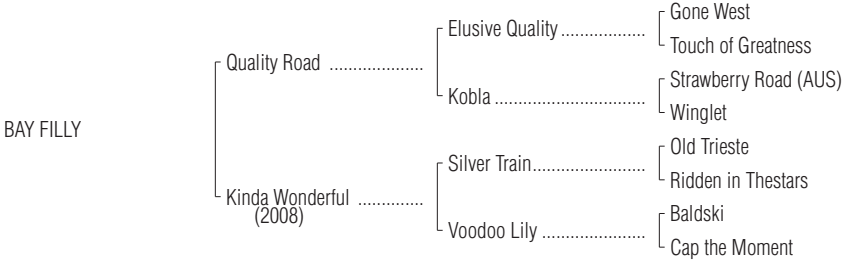 Gone West
Elusive Quality ..................
Touch of Greatness
Quality Road ....................
Strawberry Road (AUS)
Kobla ................................
Winglet
BAY FILLY
Old Trieste
Silver Train........................
Ridden in Thestars
Kinda Wonderful ..............
(2008)
Baldski
Voodoo Lily ......................
Cap the Moment